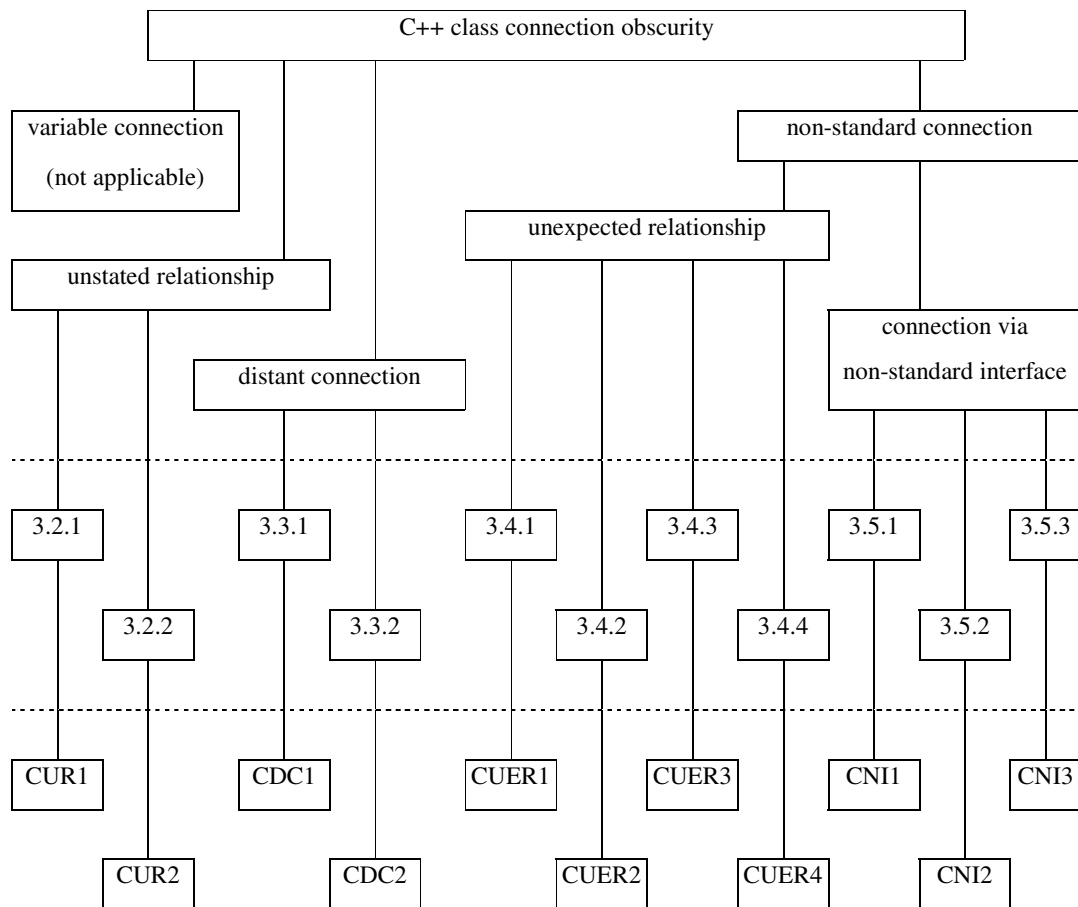 C++ class connection obscurity
variable connection
(not applicable)
non-standard connection
unexpected relationship
unstated relationship
connection via
non-standard interface
distant connection
3.2.1
3.3.1
3.4.1
3.4.3
3.5.1
3.5.3
3.2.2
3.3.2
3.4.2
3.4.4
3.5.2
CUR1
CDC1
CUER1
CUER3
CNI1
CNI3
CUR2
CDC2
CUER2
CUER4
CNI2